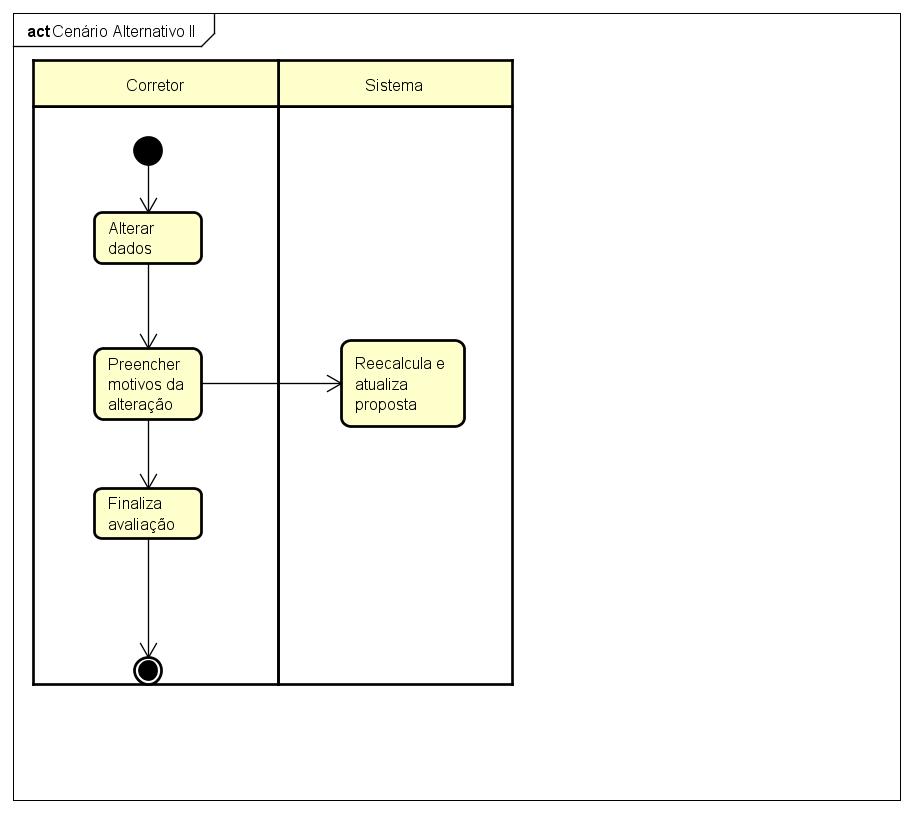 act Cenário Alternativo II
Corretor
Sistema
Alterar
dados
Preencher
motivos da
alteração
Reecalcula e
atualiza
proposta
Finaliza
avaliação